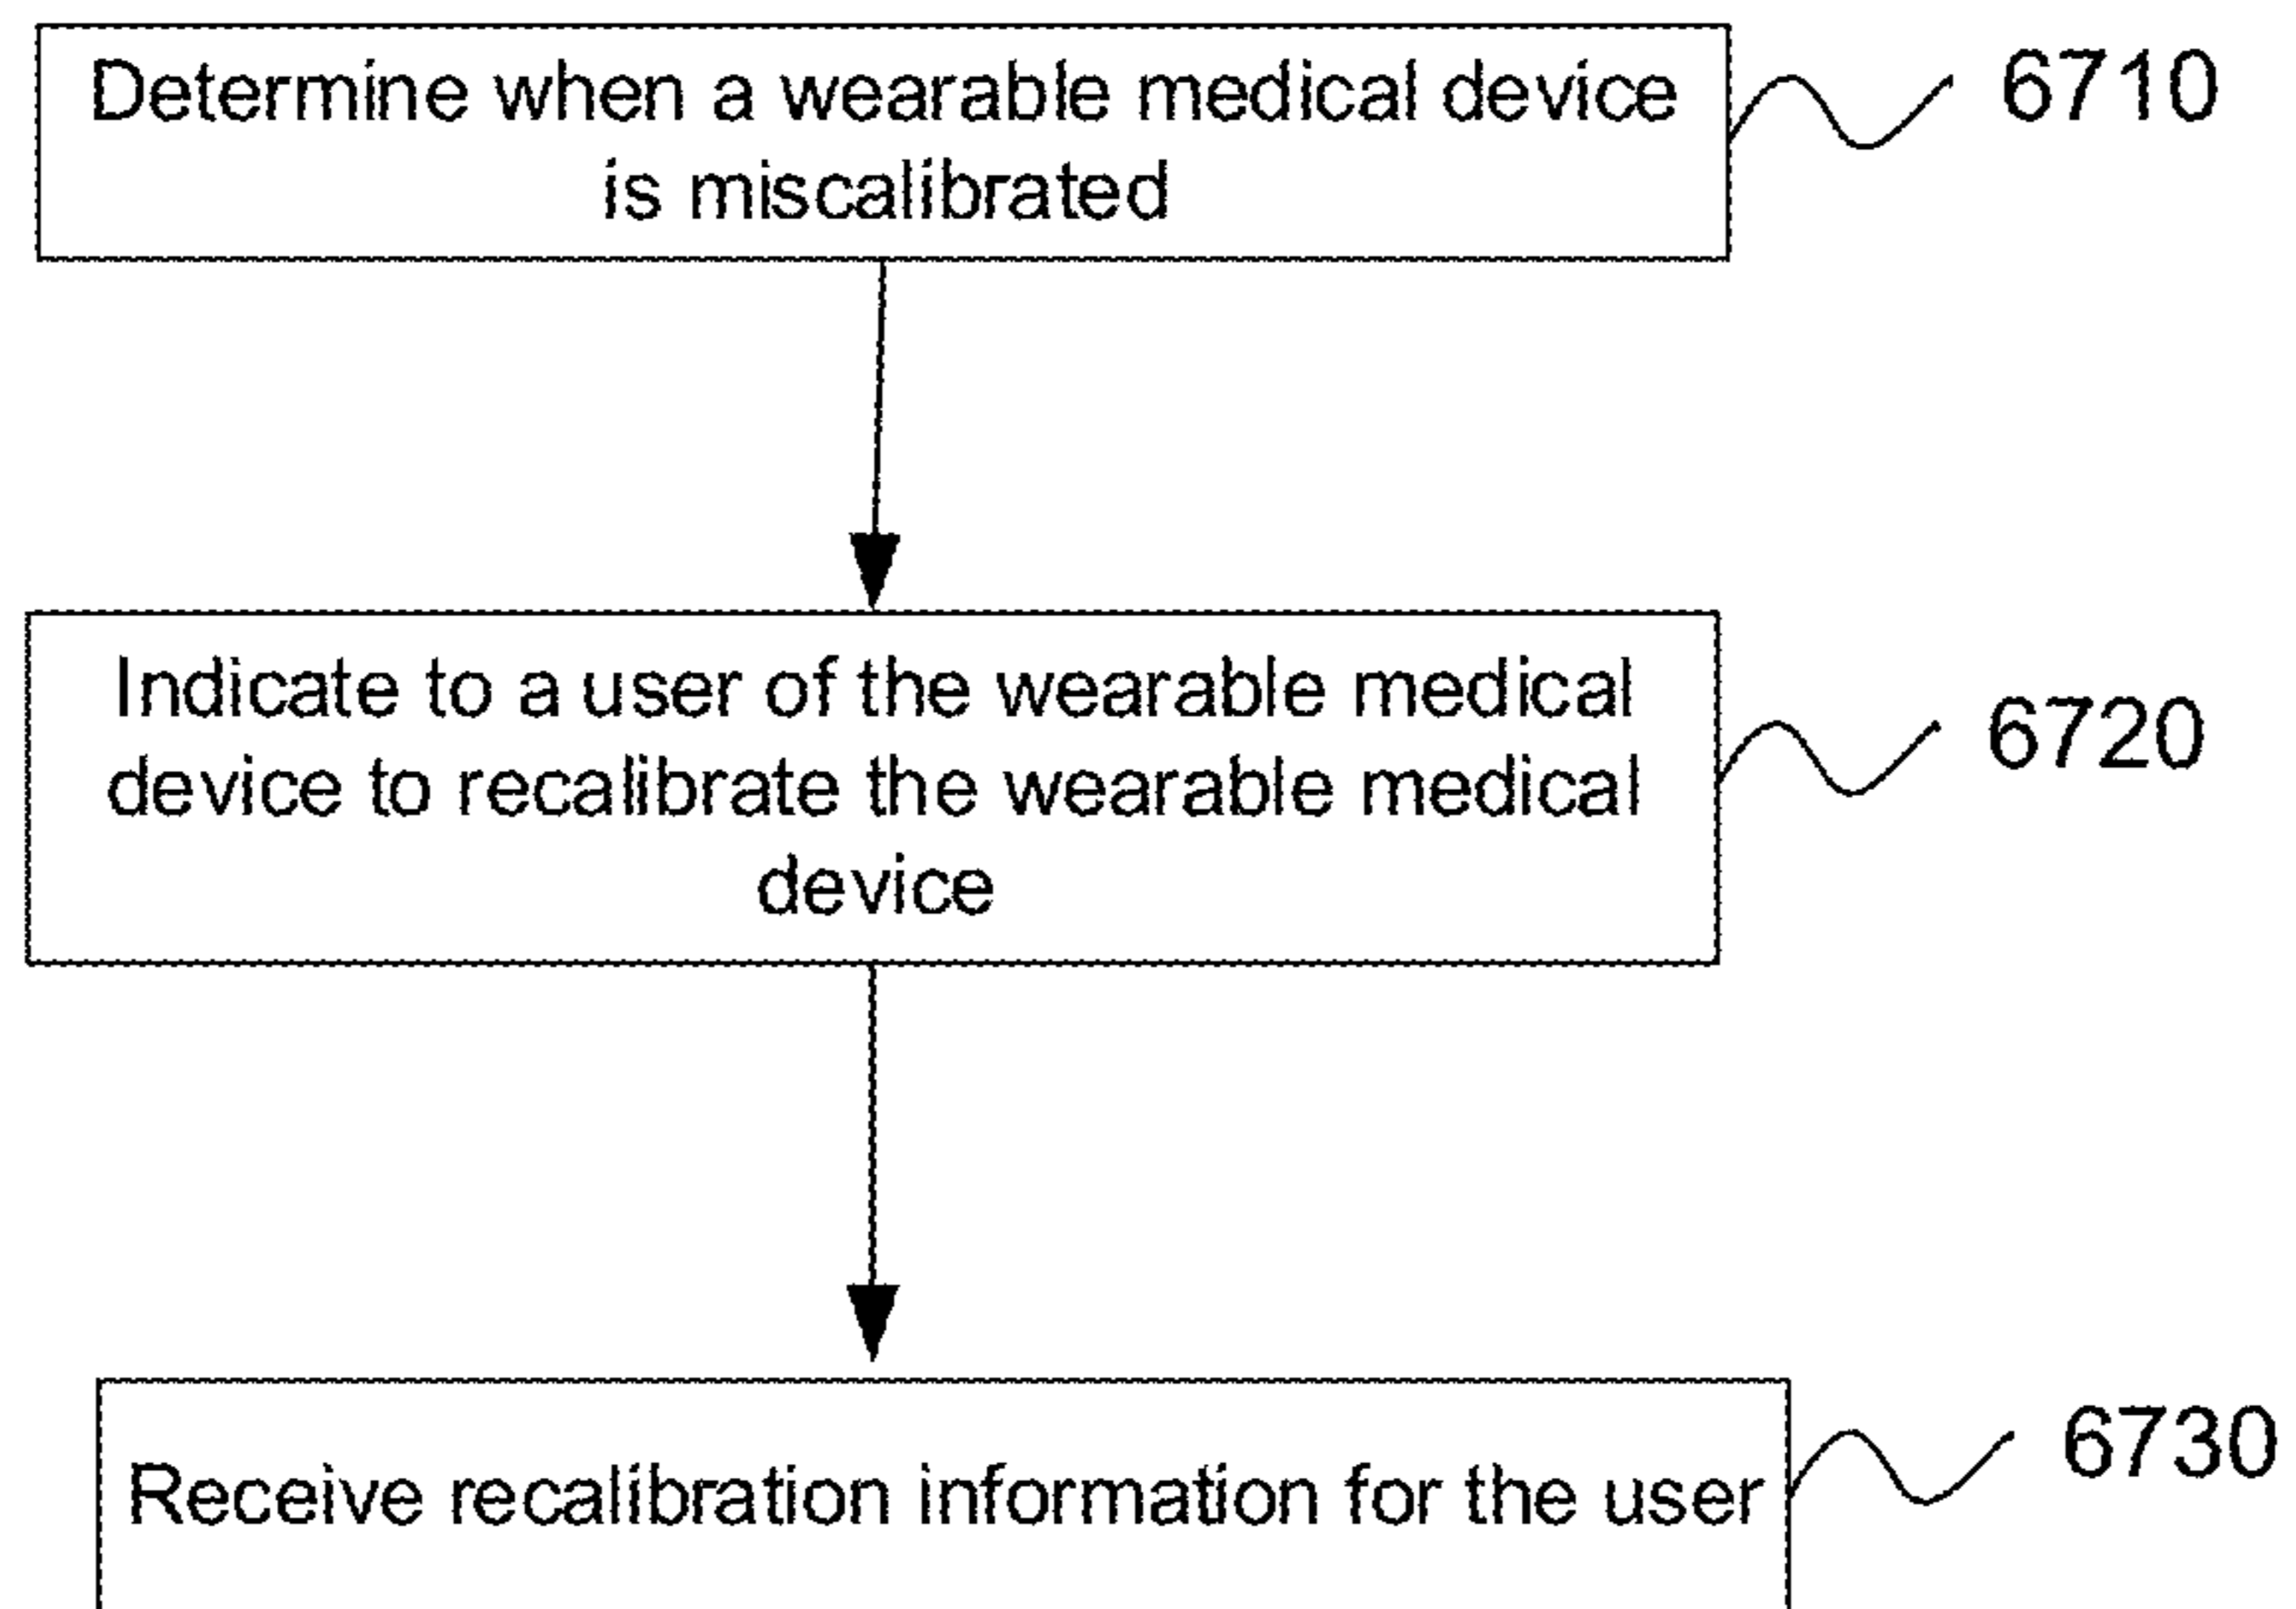 Determine when a wearable medical device
is miscalibrated
6710
Indicate to a user of the wearable medical
device to recalibrate the wearable medical
device
6720
Receive recalibration information for the user
6730